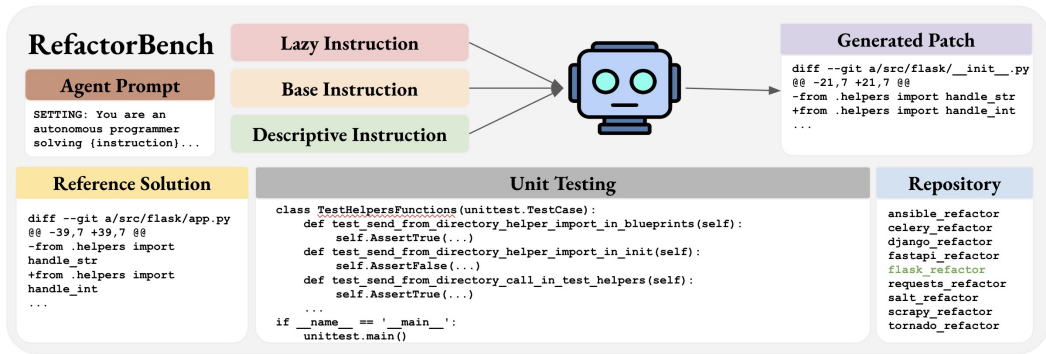 RefactorBench
Agent Prompt
SETTING: You are an
autonomous programmer
solving {instruction}...
Lazy Instruction
Base Instruction
Descriptive Instruction
Generated Patch
diff --git a/src/flask/__init__.py
@@ -21,7 +21,7 @@
-from .helpers import handle_str
+from .helpers import handle_int
...
Reference Solution
diff --git a/src/flask/app.py
@@ -39,7 +39,7 @@
-from .helpers import
handle_str
+from .helpers import
handle_int
...
Unit Testing
class TestHelpersFunctions(unittest.TestCase):
def test_send_from_directory_helper_import_in_blueprints(self):
self.AssertTrue(...)
def test_send_from_directory_helper_import_in_init(self):
self.AssertFalse(...)
def test_send_from_directory_call_in_test_helpers(self):
self.AssertTrue(...)
...
if __name__ == '__main__':
unittest.main()
Repository
ansible_refactor
celery_refactor
django_refactor
fastapi_refactor
flask_refactor
requests_refactor
salt_refactor
scrapy_refactor
tornado_refactor